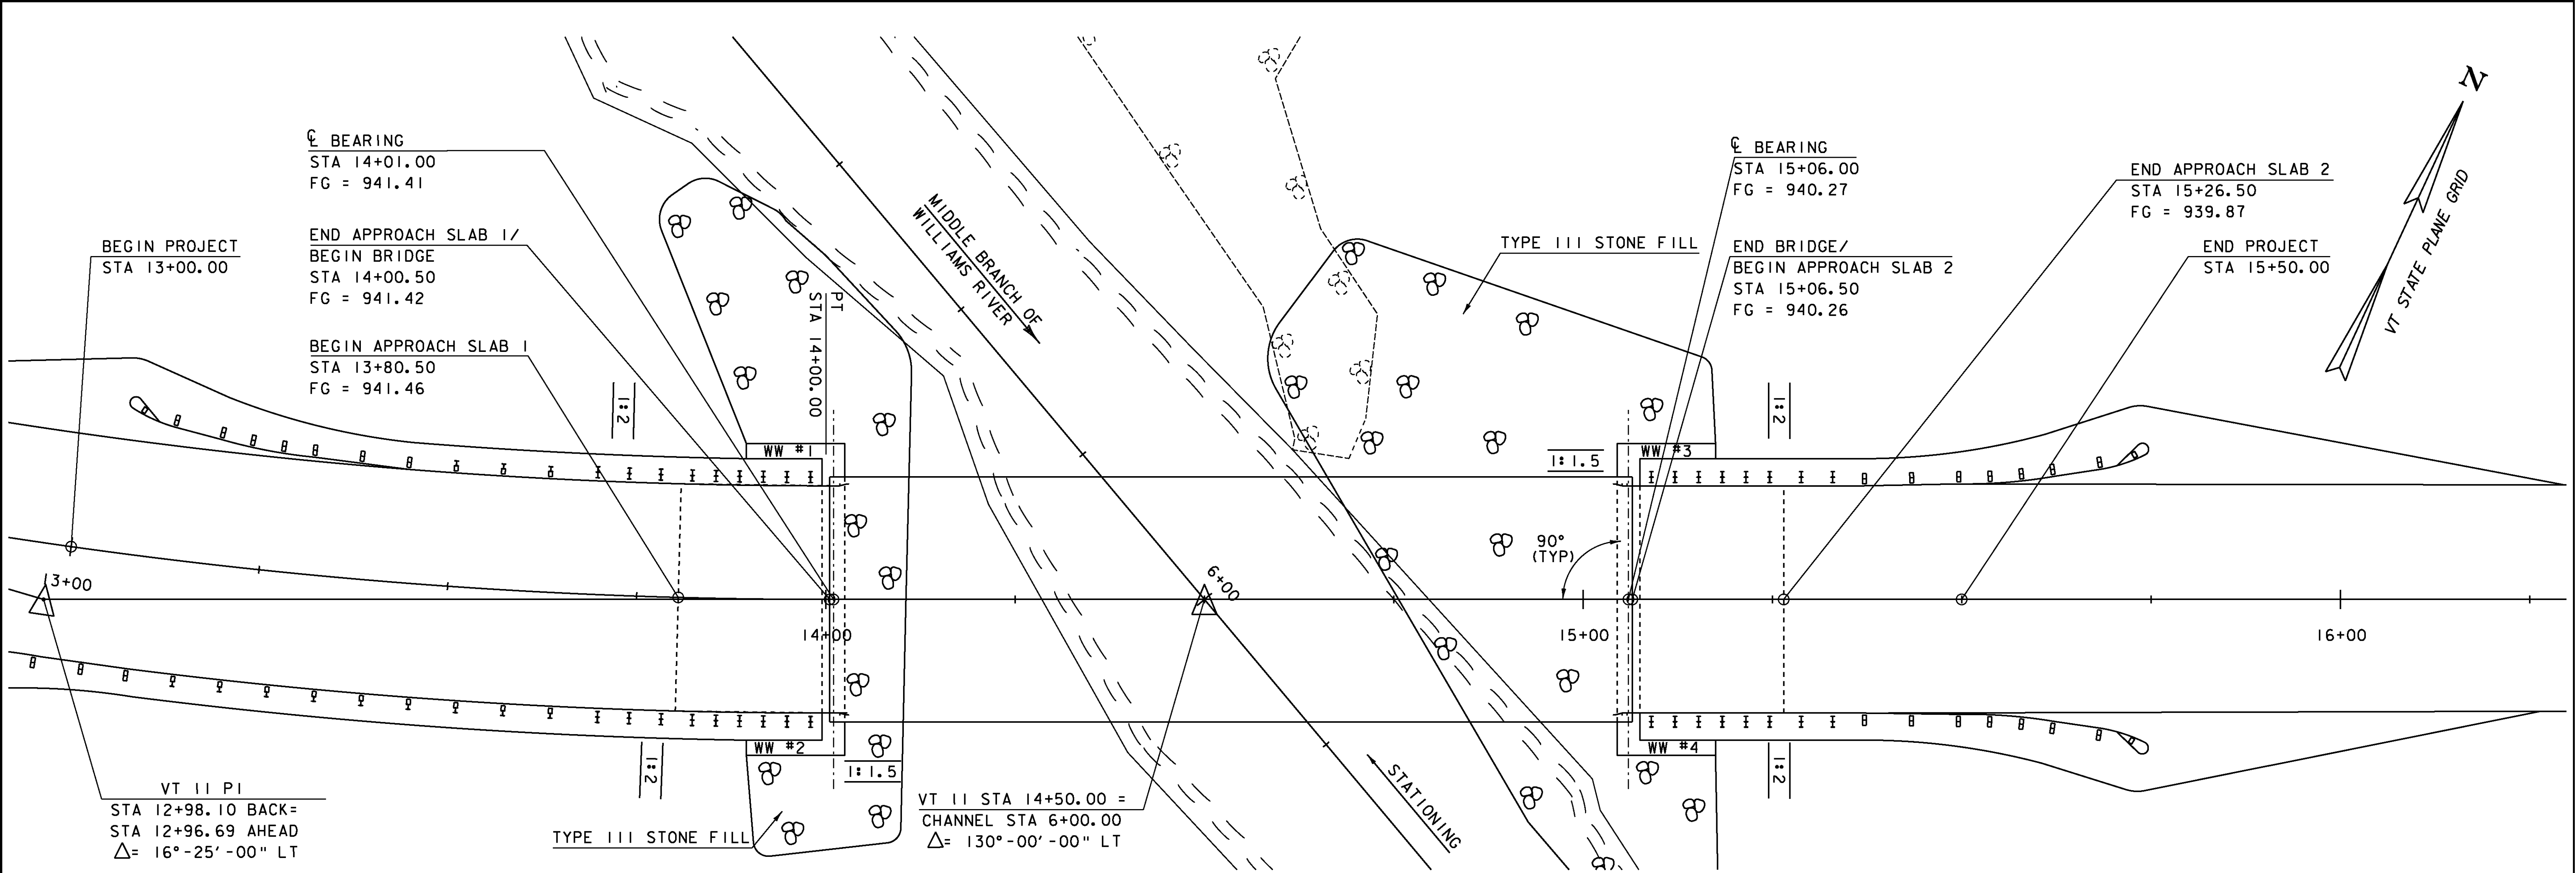 BEGIN PROJECT
STA 13+00.00
℄ BEARING
STA 14+01.00
FG = 941.41
END APPROACH SLAB 1/
BEGIN BRIDGE
STA 14+00.50
FG = 941.42
BEGIN APPROACH SLAB 1
STA 13+80.50
FG = 941.46
PT
STA 14+00.00
MIDDLE BRANCH OF
WILLIAMS RIVER
TYPE III STONE FILL
℄ BEARING
STA 15+06.00
FG = 940.27
END BRIDGE/
BEGIN APPROACH SLAB 2
STA 15+06.50
FG = 940.26
END APPROACH SLAB 2
STA 15+26.50
FG = 939.87
END PROJECT
STA 15+50.00
N
VT STATE PLANE GRID
1:2
1:2
WW #1
1:1.5
WW #3
90°
(TYP)
13+00
6+00
14+00
15+00
16+00
WW #2
WW #4
1:2
1:1.5
1:2
VT 11 PI
STA 12+98.10 BACK=
STA 12+96.69 AHEAD
△= 16°-25'-00" LT
TYPE III STONE FILL
VT 11 STA 14+50.00 =
CHANNEL STA 6+00.00
△= 130°-00'-00" LT
STATIONING